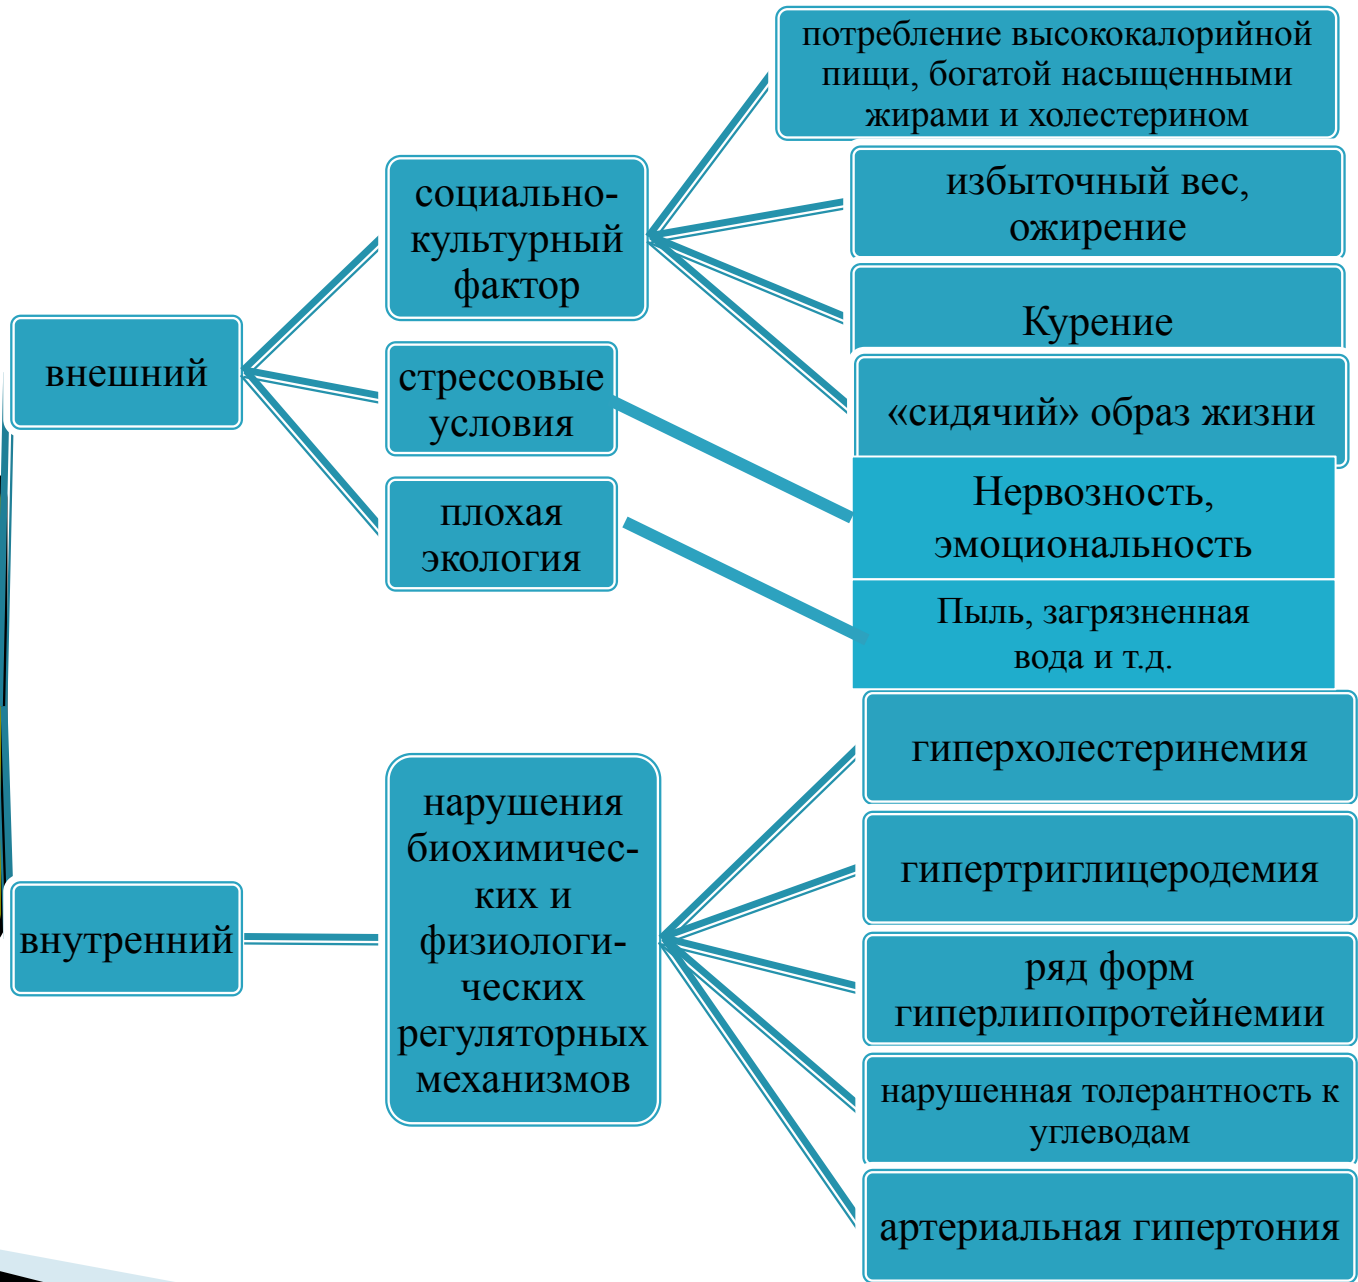 потребление высококалорийной
пищи, богатой насыщенными
жирами и холестерином
избыточный вес,
ожирение
Курение
«сидячий» образ жизни
Нервозность,
эмоциональность
Пыль, загрязненная
вода и т.д.
социально-
культурный
фактор
стрессовые
условия
плохая
экология
внешний
внутренний
нарушения
биохимичес-
ких и
физиологи-
ческих
регуляторных
механизмов
гиперхолестеринемия
гипертриглицеродемия
ряд форм
гиперлипопротейнемии
нарушенная толерантность к
углеводам
артериальная гипертония